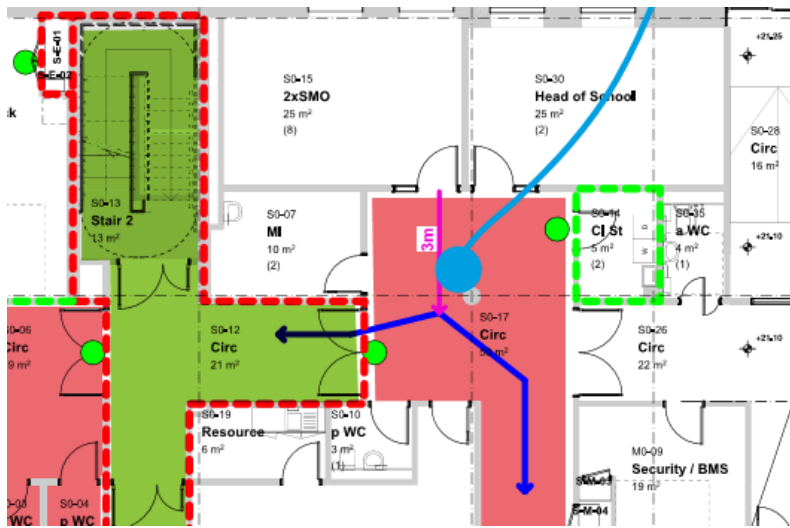 S-E-01
S-E-02
ck
S0-15
2xSMO
25 m²
(8)
S0-30
Head of School
25 m²
(2)
+21.25
S0-28
Circ
16 m²
S0-13
Stair 2
13 m²
S0-07
MI
10 m²
(2)
3m
S0-14
Cl St
5 m²
(2)
D
W
S0-35
a WC
4 m²
(1)
+21.10
S0-06
Circ
9 m²
S0-12
Circ
21 m²
S0-17
Circ
S0-26
Circ
22 m²
+21.10
S0-19
Resource
6 m²
S0-10
p WC
3 m²
(1)
M0-09
Security / BMS
19 m²
S-M-03
S-M-04
0-03
WC
S0-04
p WC